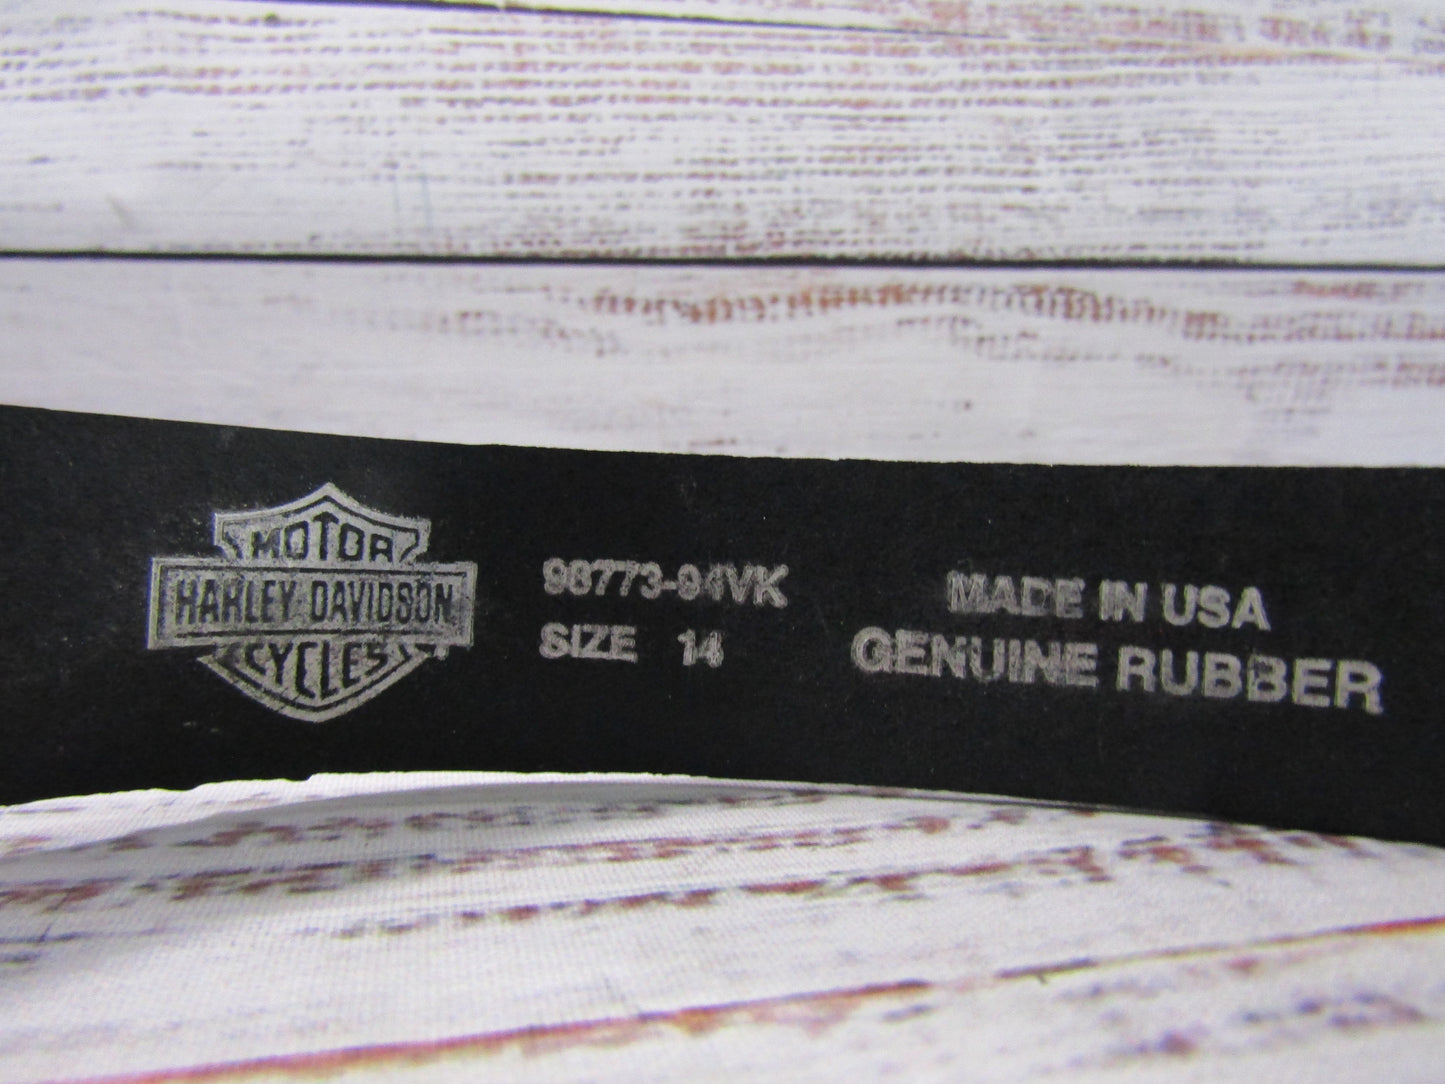 MOTOR
HARLEY-DAVIDSON
CYCLES
98773-94VK
SIZE 14
MADE IN USA
GENUINE RUBBER